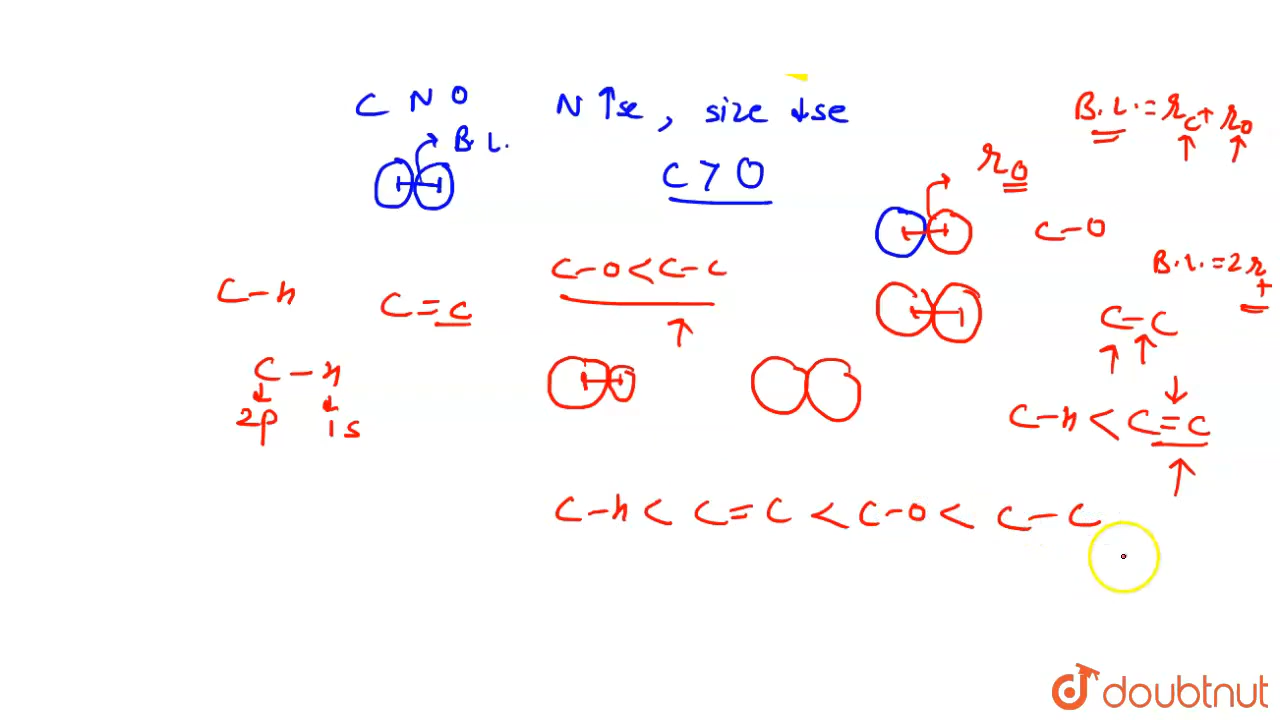 C N O
N ↑se, size ↓se
B.L. = r_C + r_O
B.L.
C > O
r_O
C-O
C-O < C-C
B.L. = 2r
C-H
C=C
C-C
C-H
2p
1s
C-H < C=C
C-H < C=C < C-O < C-C
doubtnut